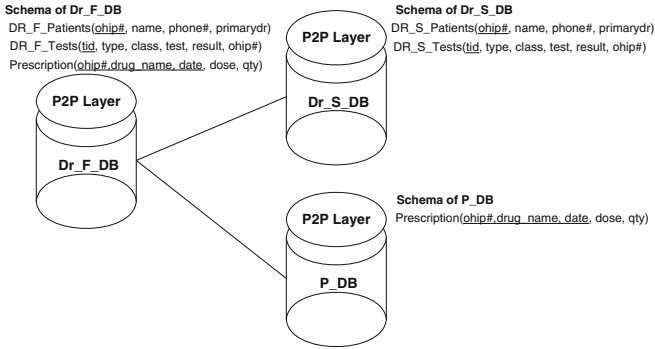 Schema of Dr_F_DB
DR_F_Patients(ohip#, name, phone#, primarydr)
DR_F_Tests(tid, type, class, test, result, ohip#)
Prescription(ohip#,drug_name, date, dose, qty)
P2P Layer
Dr_F_DB
Schema of Dr_S_DB
DR_S_Patients(ohip#, name, phone#, primarydr)
DR_S_Tests(tid, type, class, test, result, ohip#)
P2P Layer
Dr_S_DB
Schema of P_DB
Prescription(ohip#,drug_name, date, dose, qty)
P2P Layer
P_DB